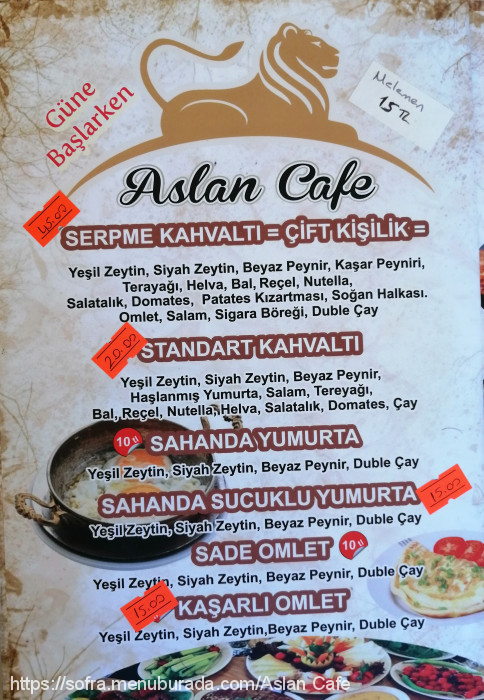 Güne
Başlarken
Melemen
15 TL
Aslan Cafe
45.00
SERPME KAHVALTI = ÇİFT KİŞİLİK =
Yeşil Zeytin, Siyah Zeytin, Beyaz Peynir, Kaşar Peyniri,
Terayağı, Helva, Bal, Reçel, Nutella,
Salatalık, Domates, Patates Kızartması, Soğan Halkası.
Omlet, Salam, Sigara Böreği, Duble Çay
20.00
STANDART KAHVALTI
Yeşil Zeytin, Siyah Zeytin, Beyaz Peynir,
Haşlanmış Yumurta, Salam, Tereyağı,
Bal, Reçel, Nutella, Helva, Salatalık, Domates, Çay
10 tl SAHANDA YUMURTA
Yeşil Zeytin, Siyah Zeytin, Beyaz Peynir, Duble Çay
SAHANDA SUCUKLU YUMURTA 15.00
Yeşil Zeytin, Siyah Zeytin, Beyaz Peynir, Duble Çay
SADE OMLET 10 tl
Yeşil Zeytin, Siyah Zeytin, Beyaz Peynir, Duble Çay
15.00 KAŞARLI OMLET
Yeşil Zeytin, Siyah Zeytin,Beyaz Peynir, Duble Çay
https://sofra.menuburada.com/Aslan_Cafe